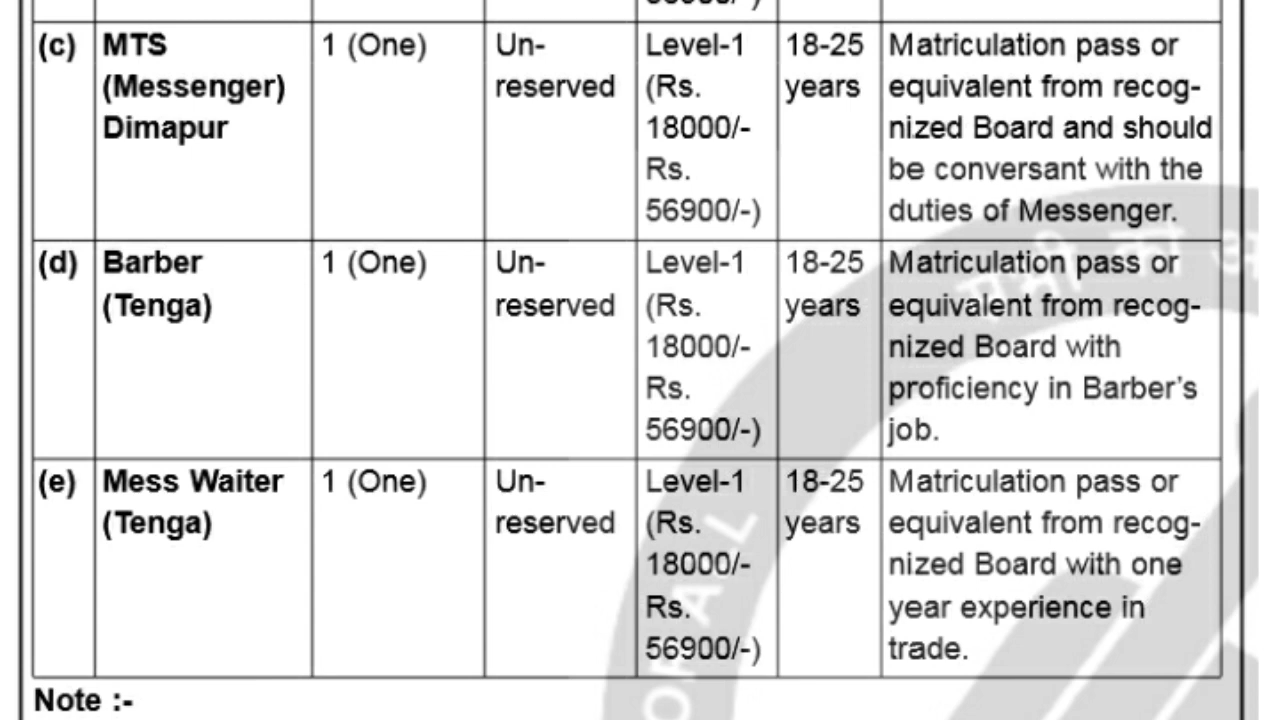 (c) MTS 1 (One) Un- Level-1 18-25 Matriculation pass or
(Messenger) reserved (Rs. years equivalent from recog-
Dimapur 18000/- nized Board and should
Rs. be conversant with the
56900/-) duties of Messenger.
(d) Barber 1 (One) Un- Level-1 18-25 Matriculation pass or
(Tenga) reserved (Rs. years equivalent from recog-
18000/- nized Board with
Rs. proficiency in Barber's
56900/-) job.
(e) Mess Waiter 1 (One) Un- Level-1 18-25 Matriculation pass or
(Tenga) reserved (Rs. years equivalent from recog-
18000/- nized Board with one
Rs. year experience in
56900/-) trade.
Note :-